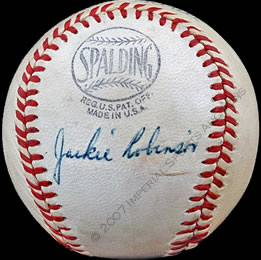 SPALDING
REG. U.S. PAT. OFF.
MADE IN U.S.A.
Jackie Robinson
© 2007 IMPERIAL SPORTS AUCTIONS